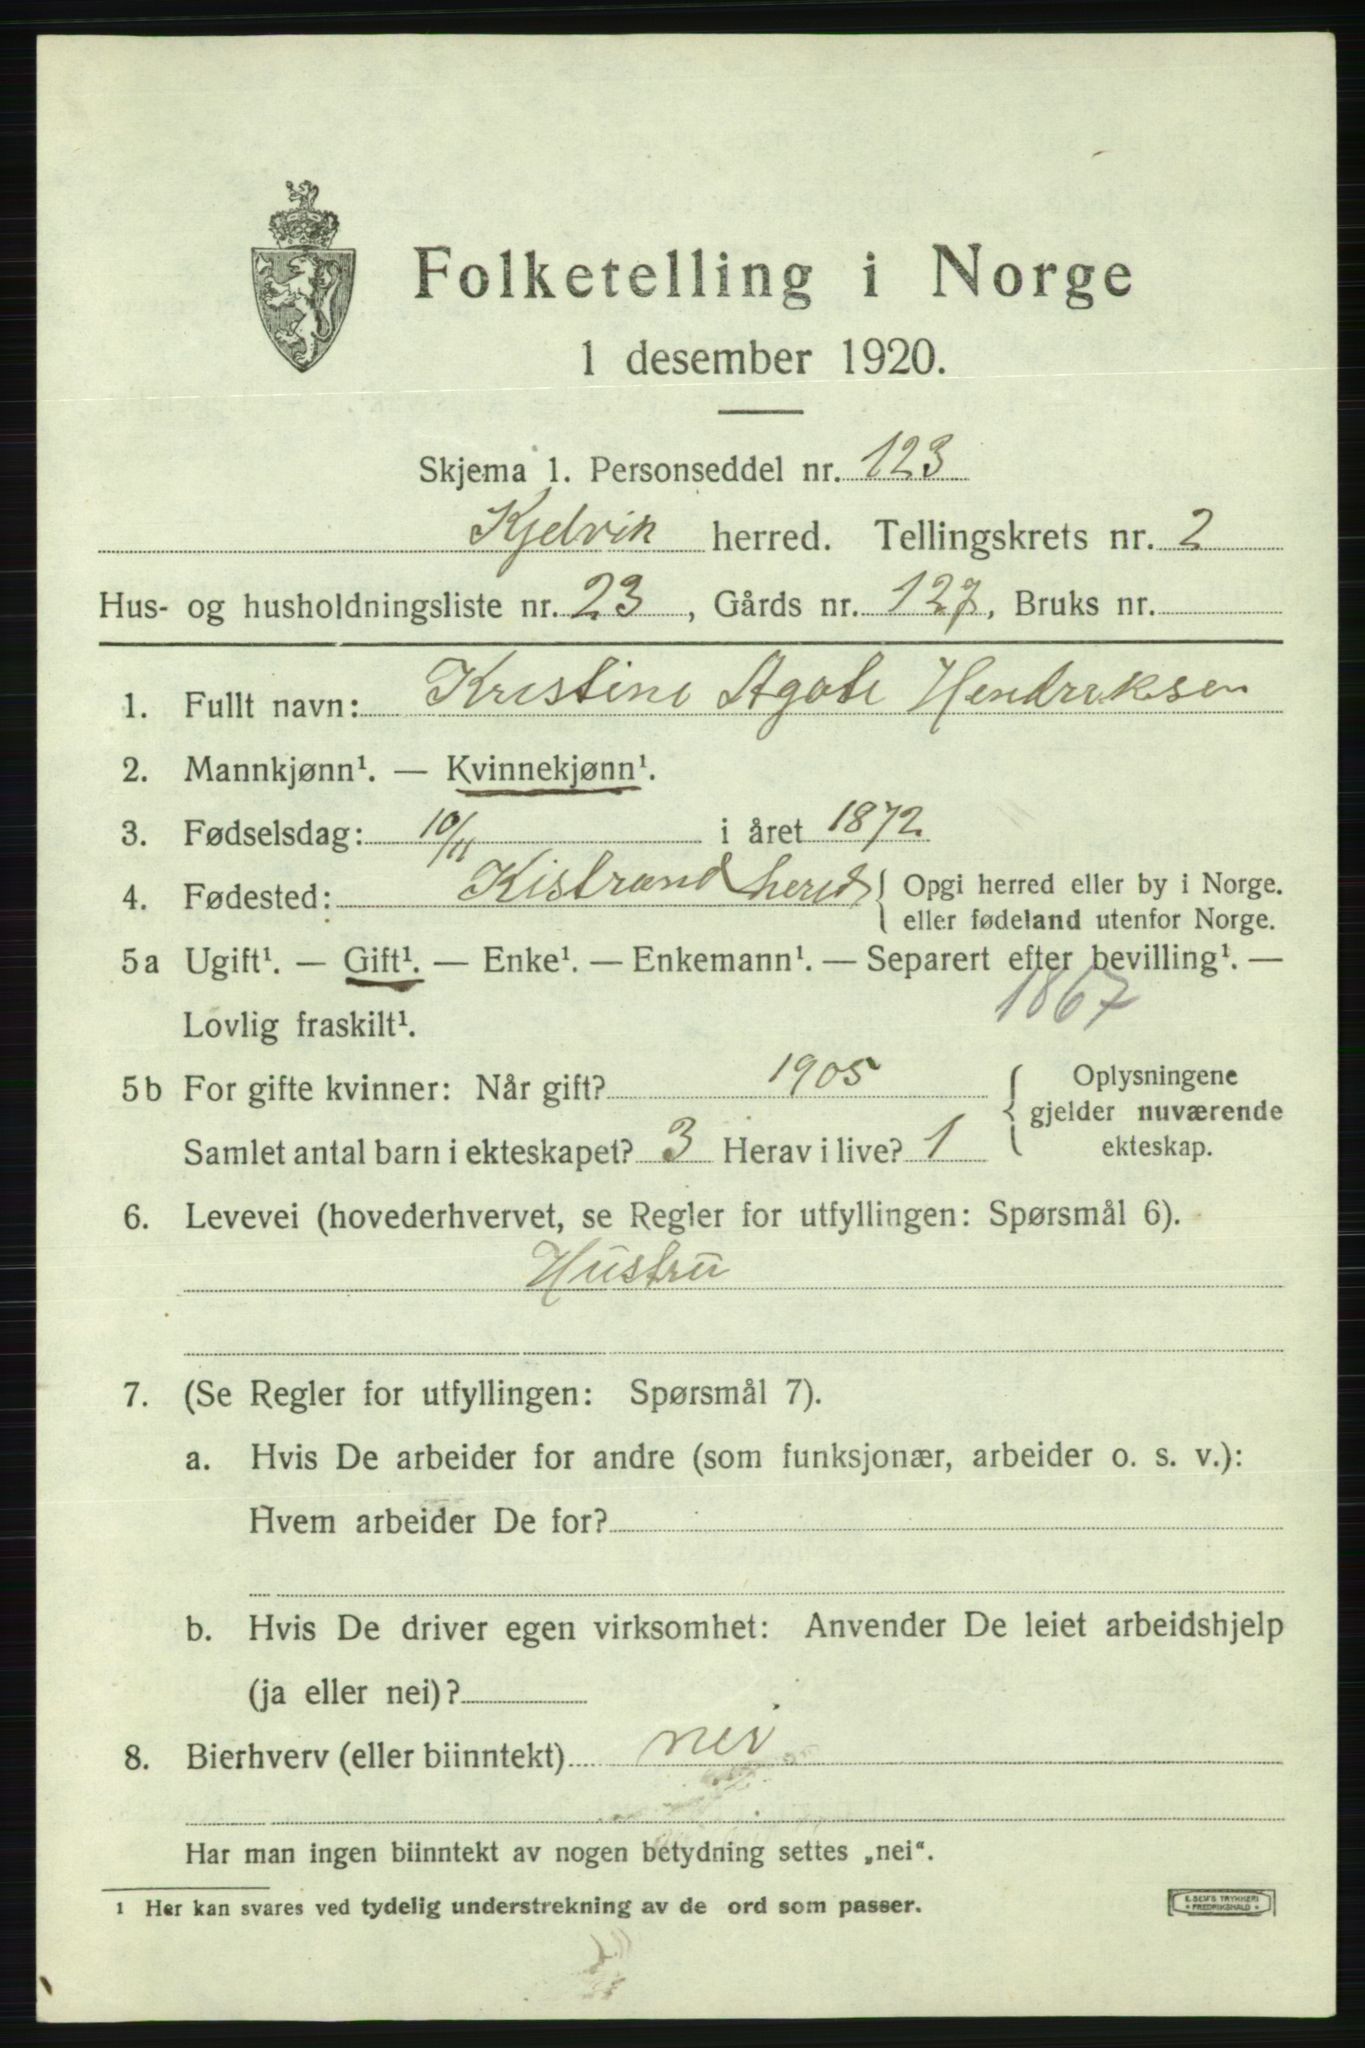 Folketelling i Norge
1 desember 1920.
Skjema 1. Personseddel nr. 123
Kjelvik herred. Tellingskrets nr. 2
Hus- og husholdningsliste nr. 23, Gårds nr. 127, Bruks nr.
1. Fullt navn: Kristine Agate Hendreksen
2. Mannkjønn¹. — Kvinnekjønn¹.
3. Fødselsdag: 10/11 i året 1872
4. Fødested: Kistrand hered { Opgi herred eller by i Norge.
eller fødeland utenfor Norge.
5a Ugift¹. — Gift¹. — Enke¹. — Enkemann¹. — Separert efter bevilling¹. —
Lovlig fraskilt¹. 1867
5b For gifte kvinner: Når gift? 1905 { Oplysningene
gjelder nuværende
Samlet antal barn i ekteskapet? 3 Herav i live? 1 ekteskap.
6. Levevei (hovederhvervet, se Regler for utfyllingen: Spørsmål 6).
Hustru
7. (Se Regler for utfyllingen: Spørsmål 7).
a. Hvis De arbeider for andre (som funksjonær, arbeider o. s. v.):
Hvem arbeider De for?
b. Hvis De driver egen virksomhet: Anvender De leiet arbeidshjelp
(ja eller nei)?
8. Bierhverv (eller biinntekt) nei
Har man ingen biinntekt av nogen betydning settes „nei“.
¹ Her kan svares ved tydelig understrekning av de ord som passer.
E. SEM'S TRYKKERI
* FREDRIKSHALD *